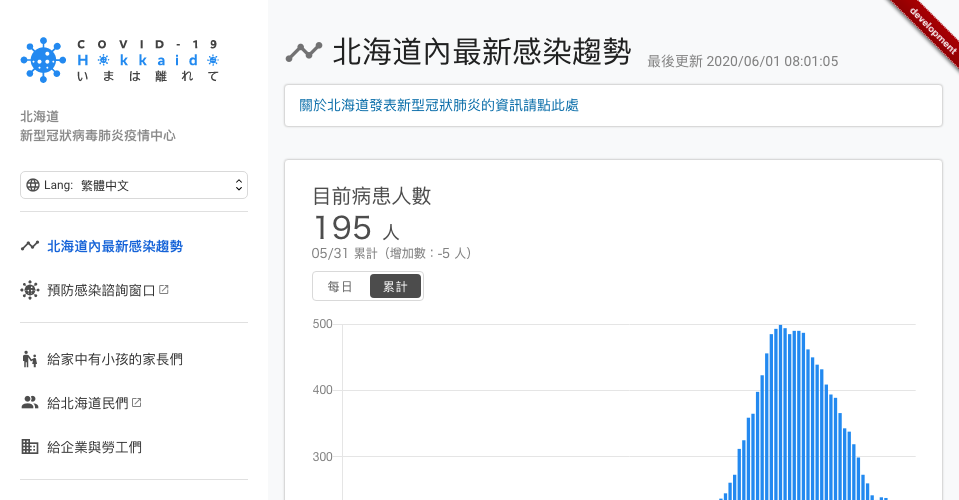 COVID-19
Hokkaido
いまは離れて
北海道
新型冠狀病毒肺炎疫情中心
Lang: 繁體中文
北海道內最新感染趨勢
預防感染諮詢窗口
給家中有小孩的家長們
給北海道民們
給企業與勞工們
development
北海道內最新感染趨勢 最後更新 2020/06/01 08:01:05
關於北海道發表新型冠狀肺炎的資訊請點此處
目前病患人數
195 人
05/31 累計（增加數：-5 人）
每日 累計
500
400
300